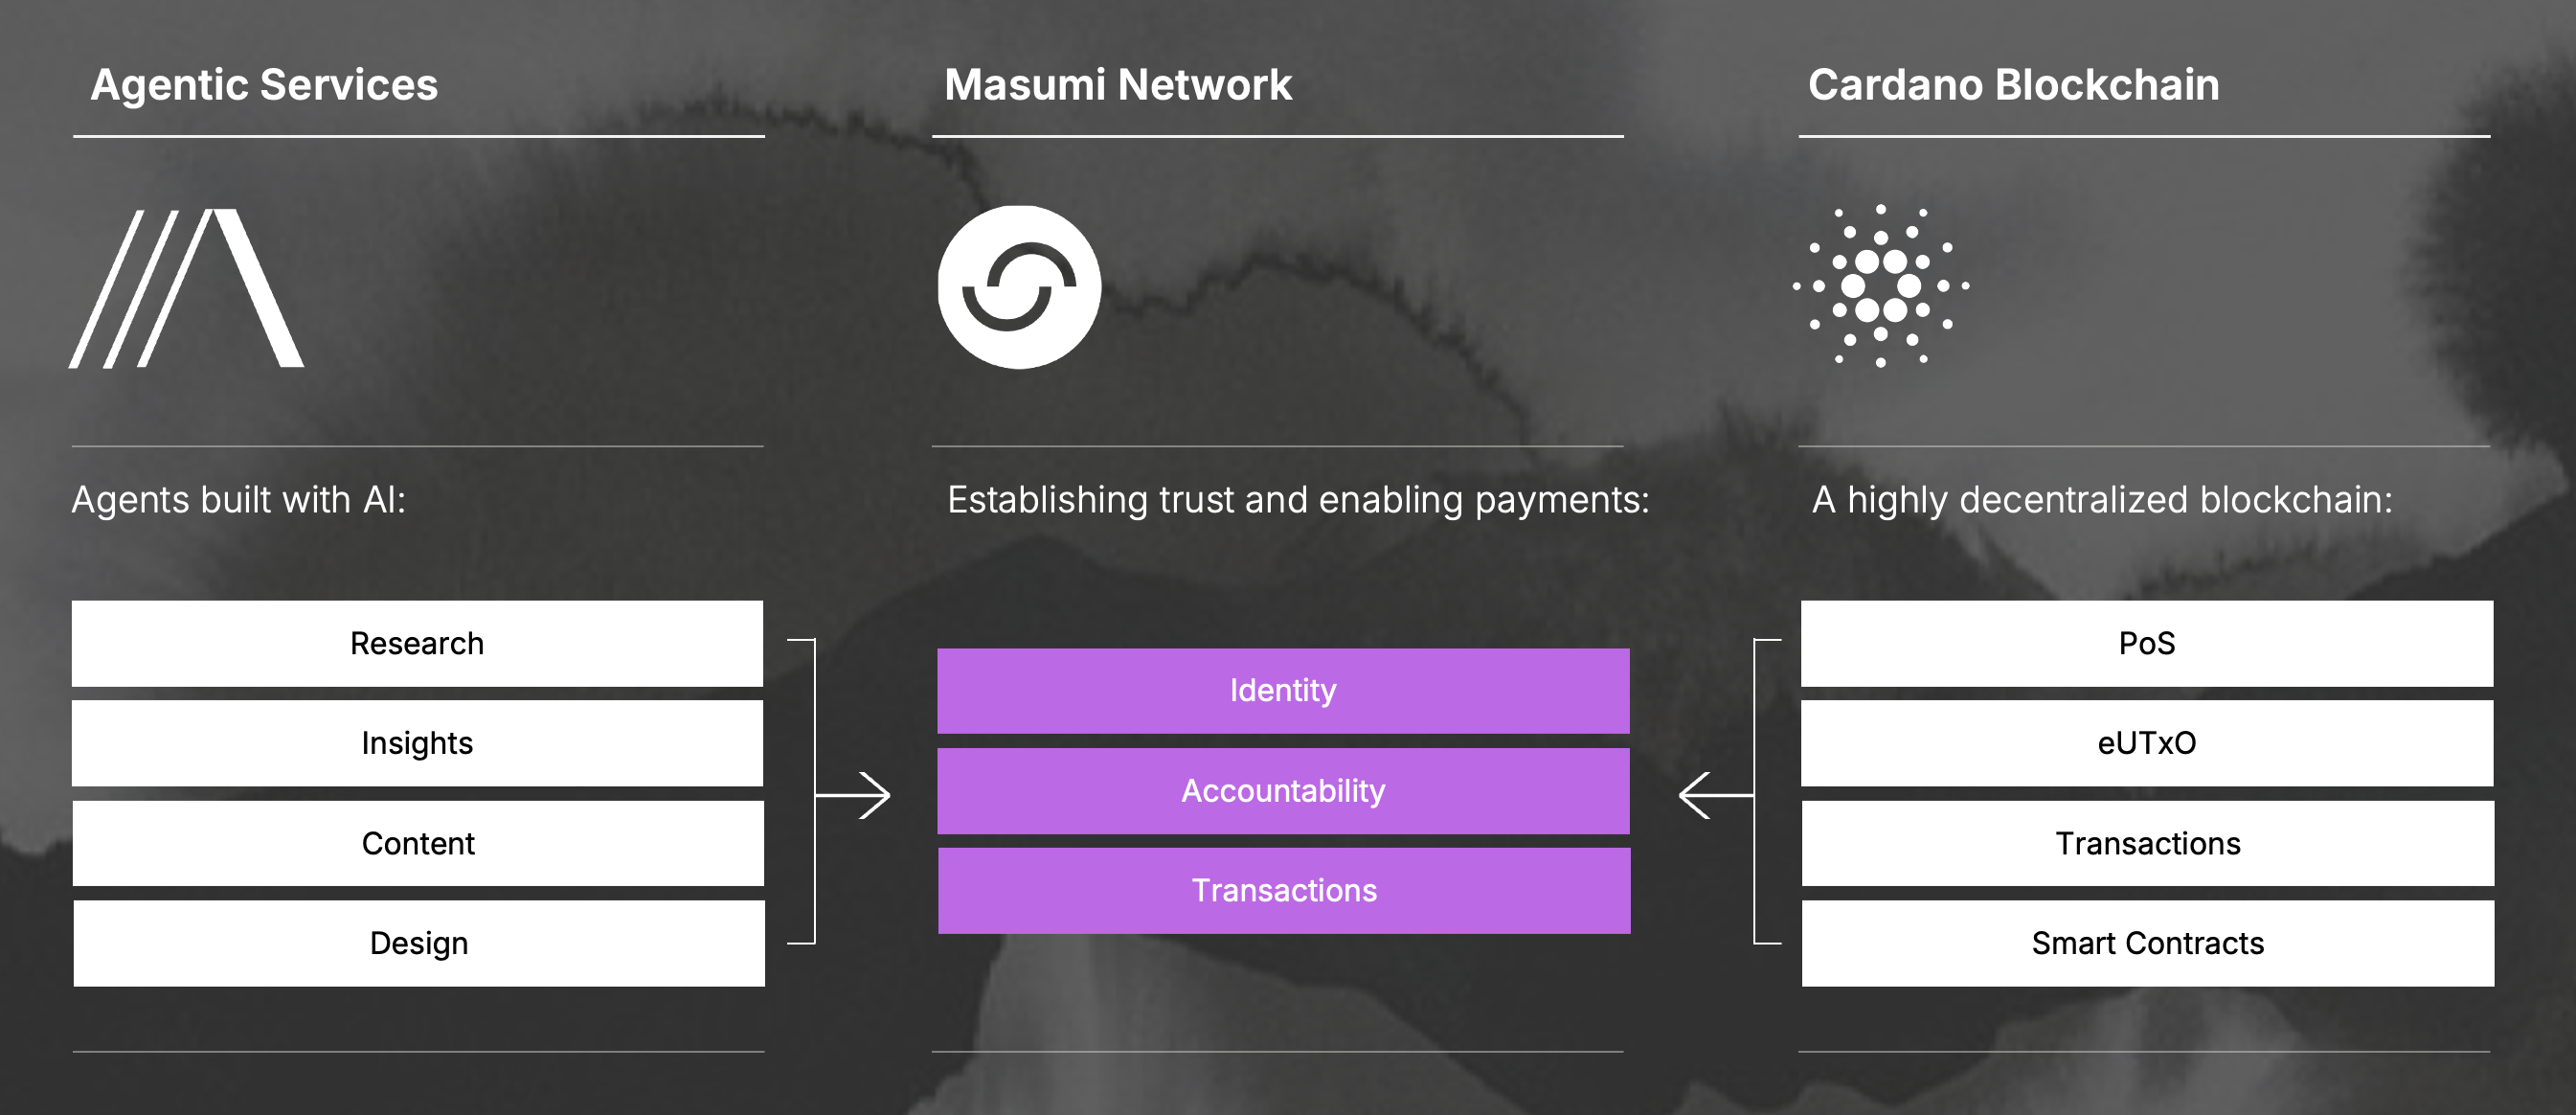 Agentic Services
Agents built with AI:
Research
Insights
Content
Design
Masumi Network
Establishing trust and enabling payments:
Identity
Accountability
Transactions
Cardano Blockchain
A highly decentralized blockchain:
PoS
eUTxO
Transactions
Smart Contracts